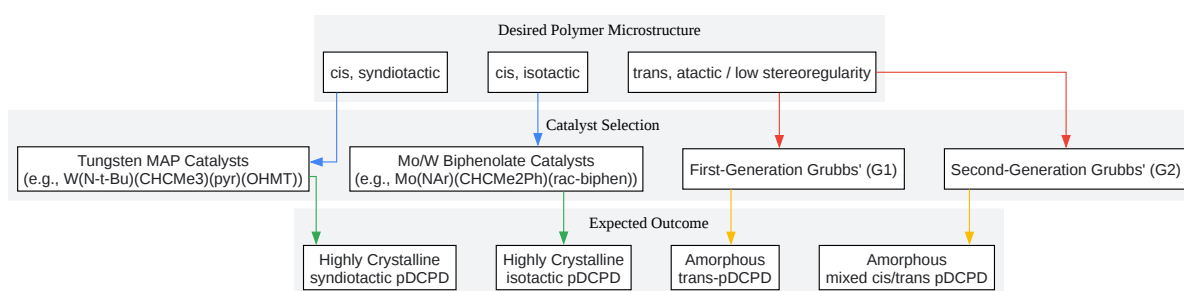 Desired Polymer Microstructure
cis, syndiotactic
cis, isotactic
trans, atactic / low stereoregularity
Catalyst Selection
Tungsten MAP Catalysts
(e.g., W(N-t-Bu)(CHCMe3)(pyr)(OHMT))
Mo/W Biphenolate Catalysts
(e.g., Mo(NAr)(CHCMe2Ph)(rac-biphen))
First-Generation Grubbs' (G1)
Second-Generation Grubbs' (G2)
Expected Outcome
Highly Crystalline
syndiotactic pDCPD
Highly Crystalline
isotactic pDCPD
Amorphous
trans-pDCPD
Amorphous
mixed cis/trans pDCPD